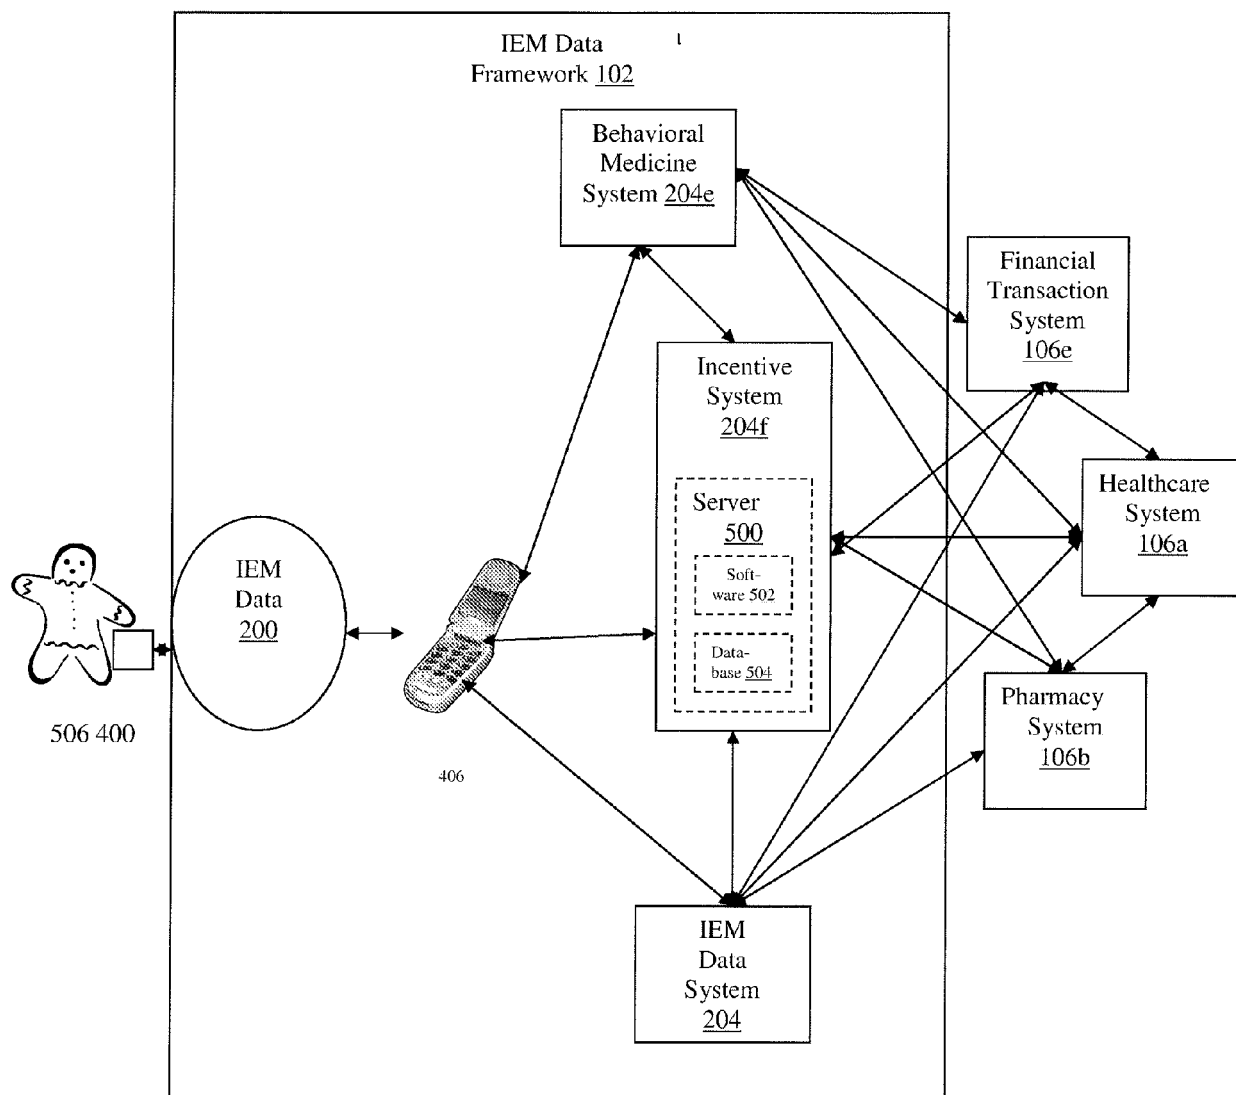 IEM Data
Framework 102
Behavioral
Medicine
System 204e
Financial
Transaction
System
106e
Incentive
System
204f
Healthcare
System
106a
Server
500
Soft-
ware 502
Data-
base 504
IEM
Data
200
506 400
406
Pharmacy
System
106b
IEM
Data
System
204